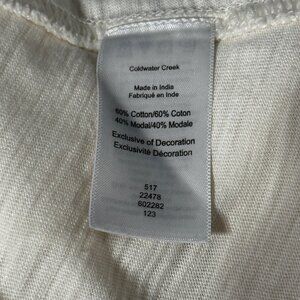 Coldwater Creek
Made in India
Fabriqué en Inde
60% Cotton/60% Coton
40% Modal/40% Modale
Exclusive of Decoration
Exclusivité Décoration
517
22478
602282
123